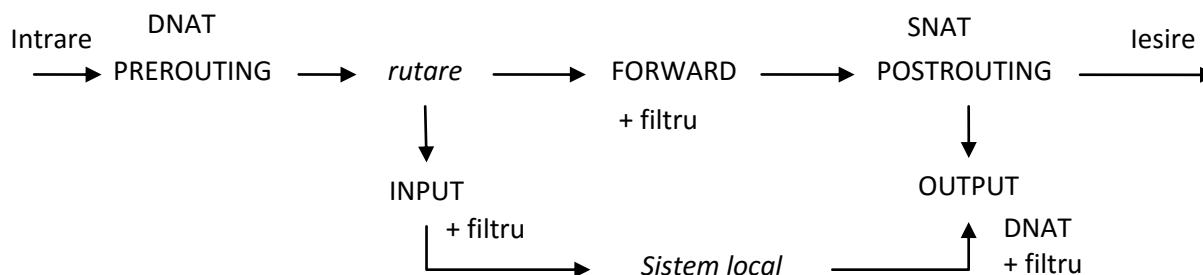 DNAT
SNAT
Intrare
Iesire
PREROUTING
rutare
FORWARD
POSTROUTING
+ filtru
INPUT
OUTPUT
+ filtru
DNAT
Sistem local
+ filtru